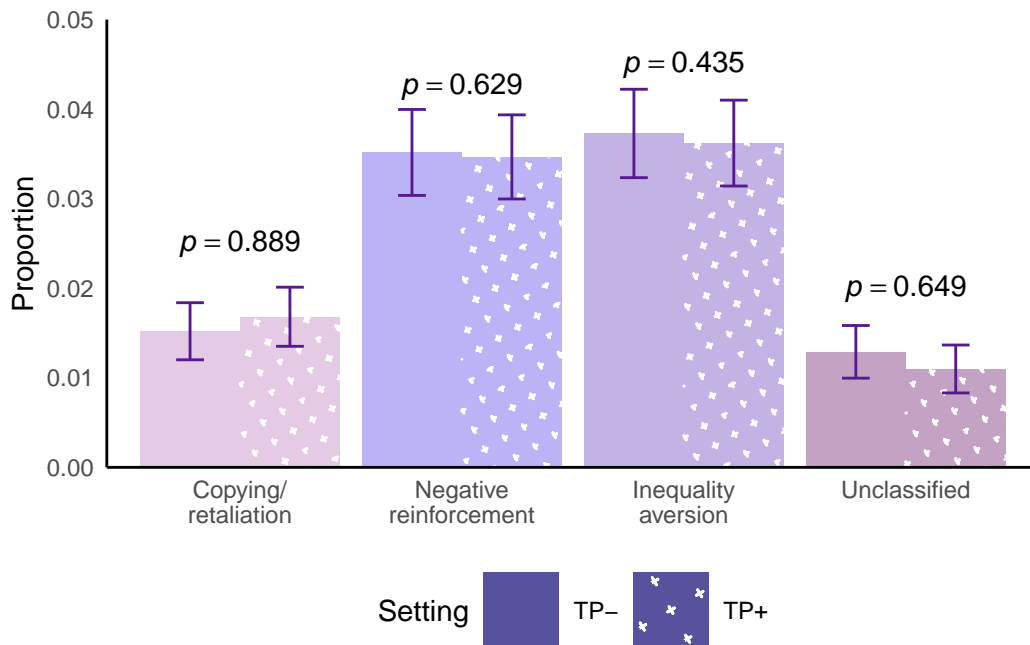 0.05
0.04
0.03
0.02
0.01
0.00
Proportion
p = 0.889
p = 0.629
p = 0.435
p = 0.649
Copying/
retaliation
Negative
reinforcement
Inequality
aversion
Unclassified
Setting
TP−
TP+